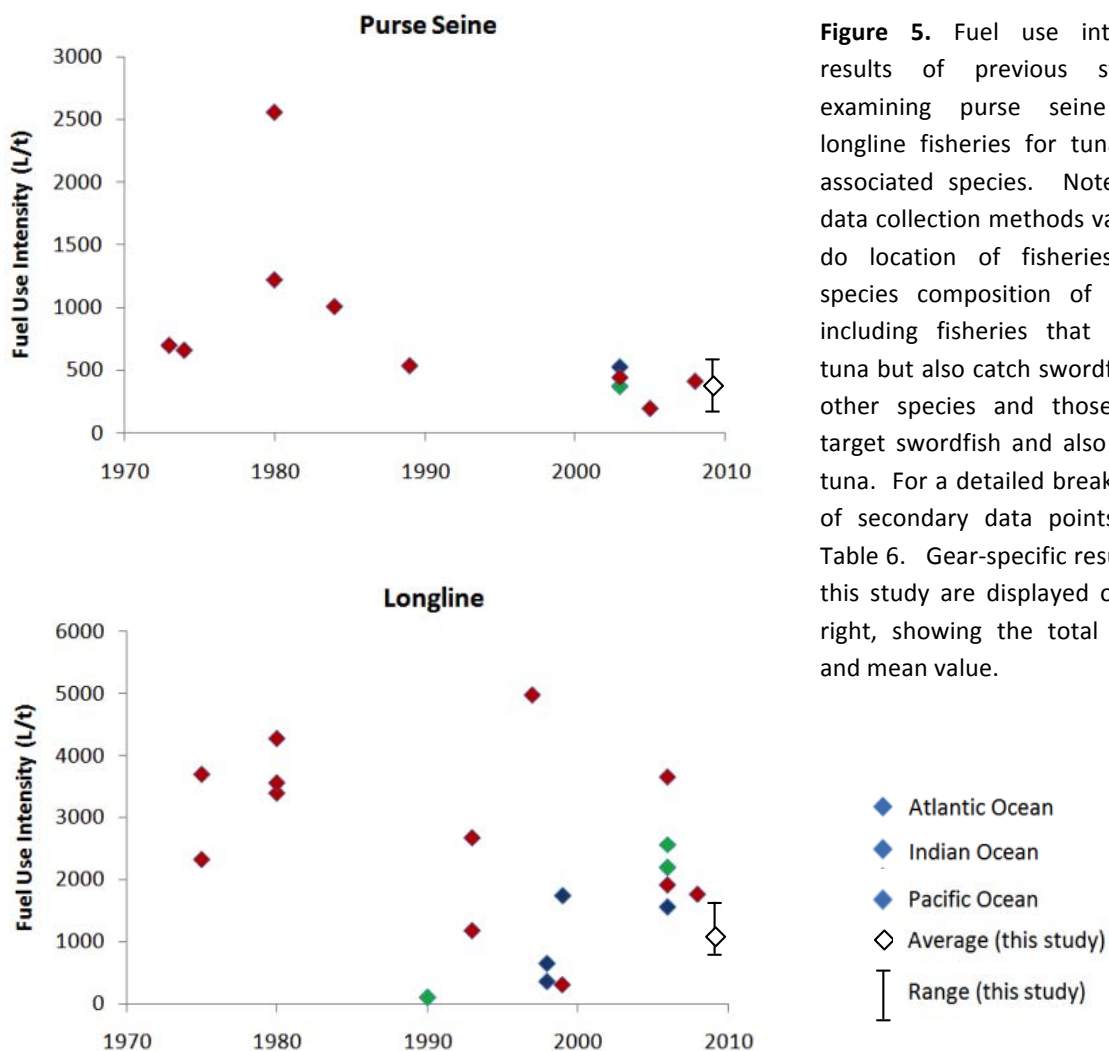 Purse Seine
Fuel Use Intensity (L/t)
3000
2500
2000
1500
1000
500
0
1970 1980 1990 2000 2010
Longline
Fuel Use Intensity (L/t)
6000
5000
4000
3000
2000
1000
0
1970 1980 1990 2000 2010
Figure 5. Fuel use int
results of previous s
examining purse seine
longline fisheries for tuna
associated species. Note
data collection methods va
do location of fisheries
species composition of
including fisheries that
tuna but also catch swordf
other species and those
target swordfish and also
tuna. For a detailed break
of secondary data points
Table 6. Gear-specific resu
this study are displayed o
right, showing the total
and mean value.
Atlantic Ocean
Indian Ocean
Pacific Ocean
Average (this study)
Range (this study)